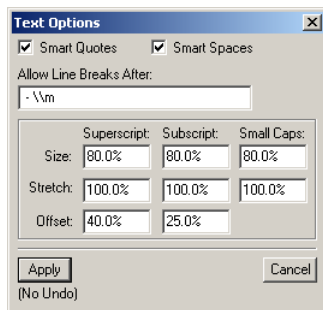 Text Options
Smart Quotes Smart Spaces
Allow Line Breaks After:
- \\m
Superscript: Subscript: Small Caps:
Size: 80.0% 80.0% 80.0%
Stretch: 100.0% 100.0% 100.0%
Offset: 40.0% 25.0%
Apply Cancel
(No Undo)